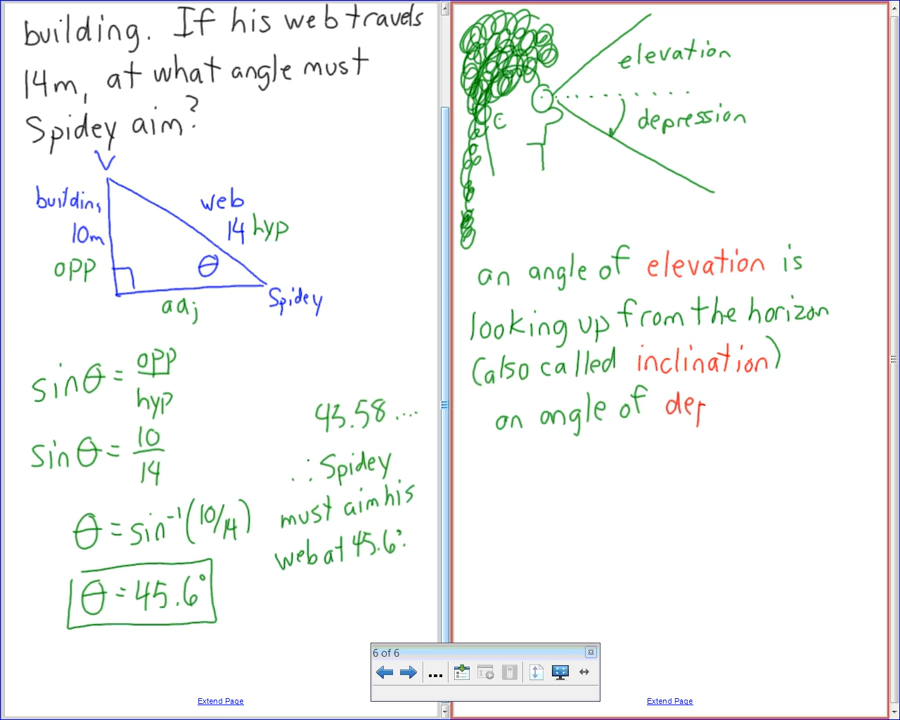 building. If his web travels
14m, at what angle must
Spidey aim?
V
building
10m
opp
web
14 hyp
θ
adj
Spidey
sinθ = opp
hyp
sinθ = 10
14
θ = sin⁻¹(10/14)
θ = 45.6°
45.58....
∴ Spidey
must aim his
web at 45.6°.
elevation
depression
C
an angle of elevation is
looking up from the horizon
(also called inclination)
an angle of dep
6 of 6
Extend Page
Extend Page